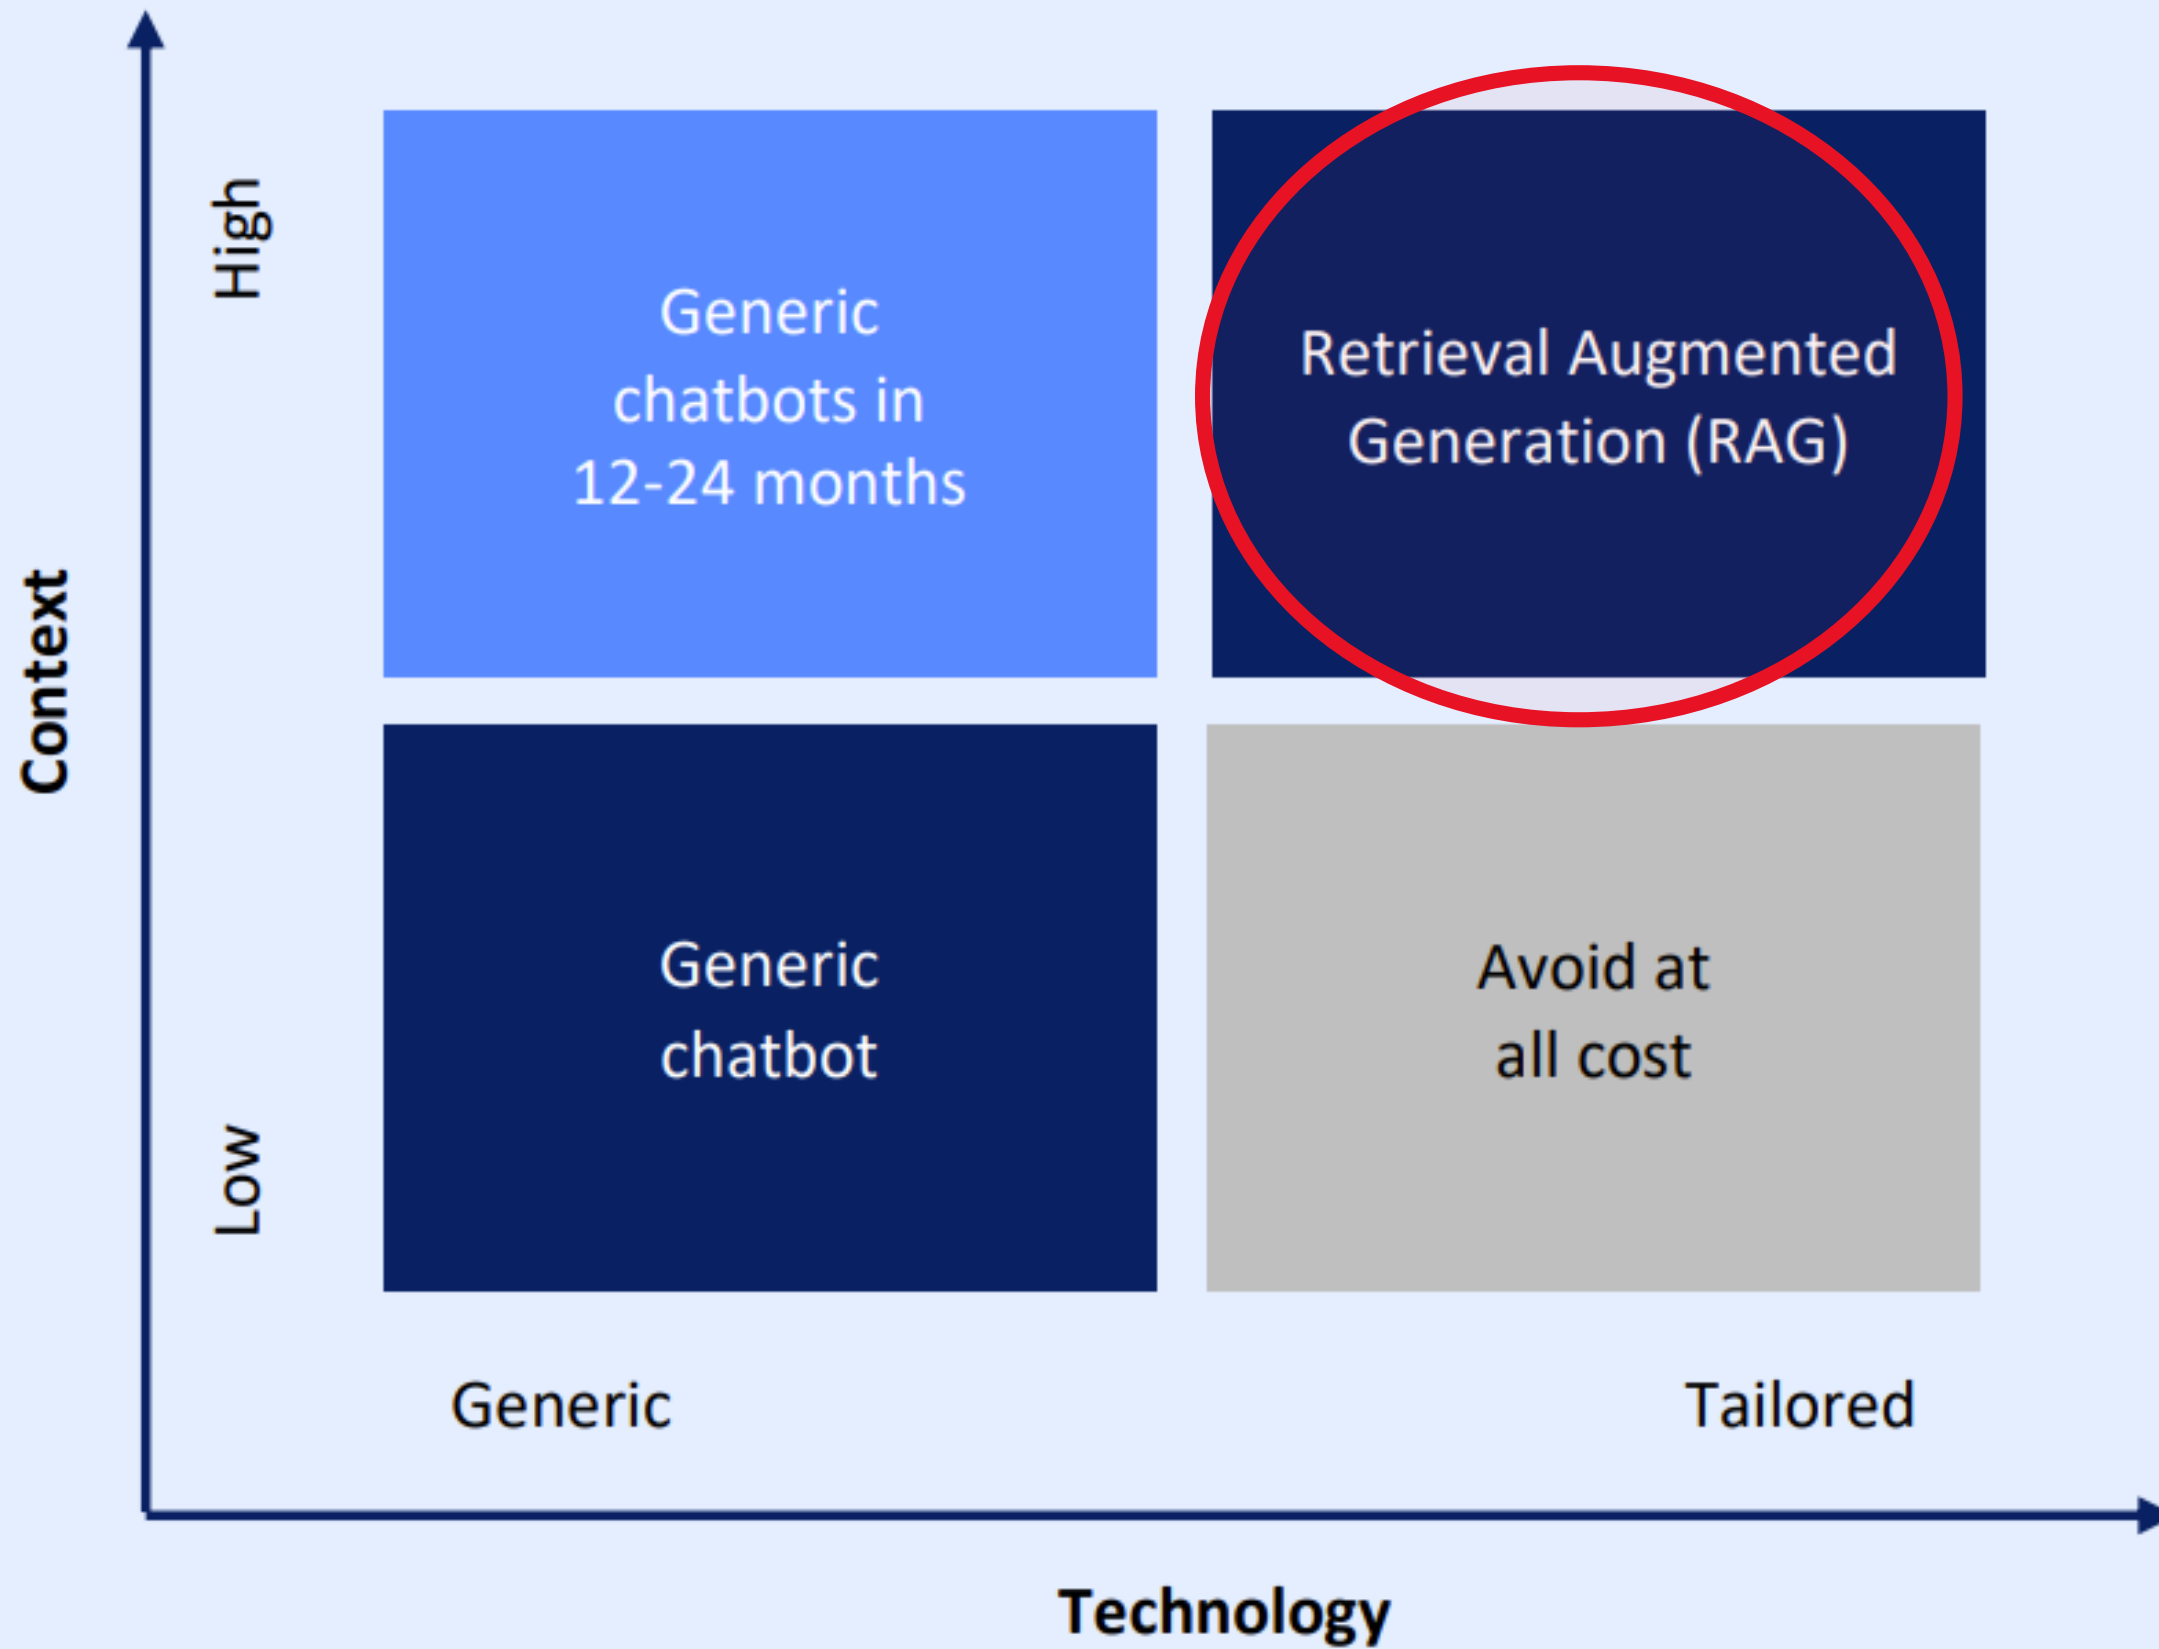 High
Context
Low
Generic
chatbots in
12-24 months
Retrieval Augmented
Generation (RAG)
Generic
chatbot
Avoid at
all cost
Generic
Tailored
Technology